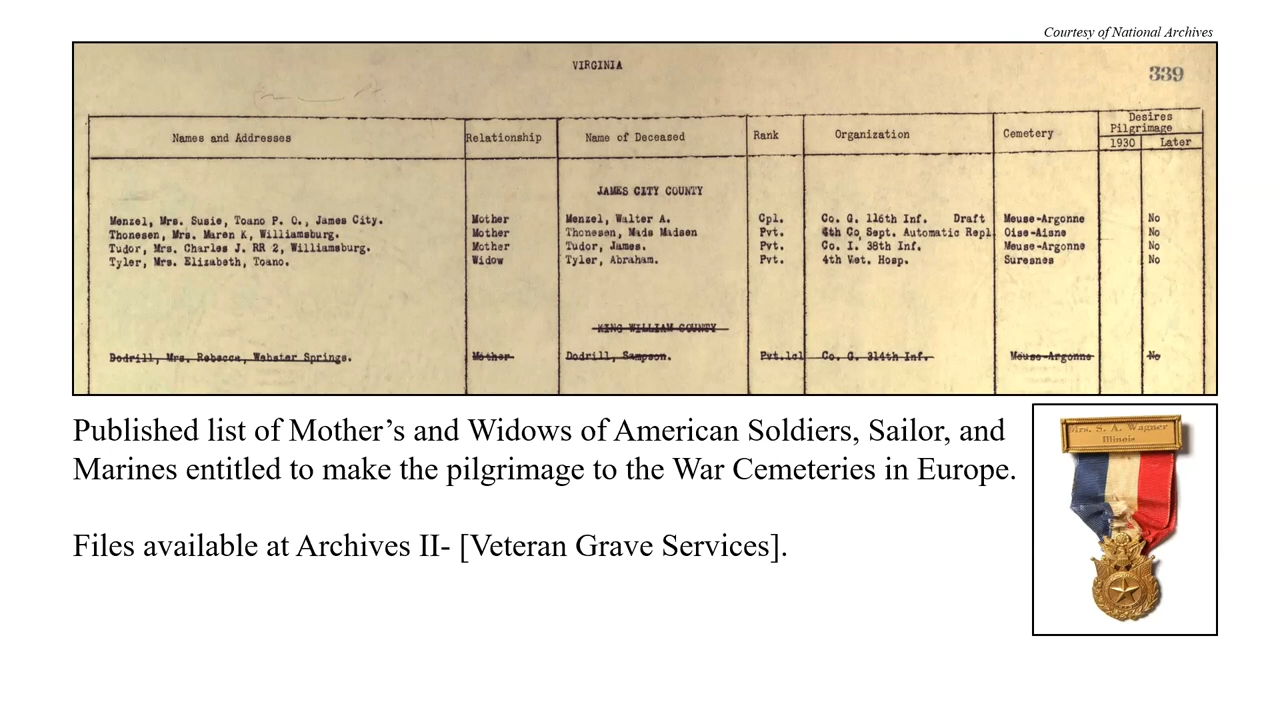 Courtesy of National Archives
VIRGINIA
339
Names and Addresses Relationship Name of Deceased Rank Organization Cemetery Desires Pilgrimage 1930 Later
JAMES CITY COUNTY
Menzel, Mrs. Susie, Toano P. O., James City. Mother Menzel, Walter A. Cpl. Co. G. 116th Inf. Draft Meuse-Argonne No
Thonesen, Mrs. Maren K, Williamsburg. Mother Thonesen, Mads Madsen Pvt. 4th Co, Sept. Automatic Repl. Oise-Aisne No
Tudor, Mrs. Charles J. RR 2, Williamsburg. Mother Tudor, James. Pvt. Co. I. 38th Inf. Meuse-Argonne No
Tyler, Mrs. Elizabeth, Toano. Widow Tyler, Abraham. Pvt. 4th Vet. Hosp. Suresnes No
KING WILLIAM COUNTY
Dodrill, Mrs. Rebecca, Webster Springs. Mother Dodrill, Sampson. Pvt.1cl Co. G. 314th Inf. Meuse-Argonne No
Published list of Mother’s and Widows of American Soldiers, Sailor, and
Marines entitled to make the pilgrimage to the War Cemeteries in Europe.
Files available at Archives II- [Veteran Grave Services].
Mrs. S. A. Wagner
Illinois